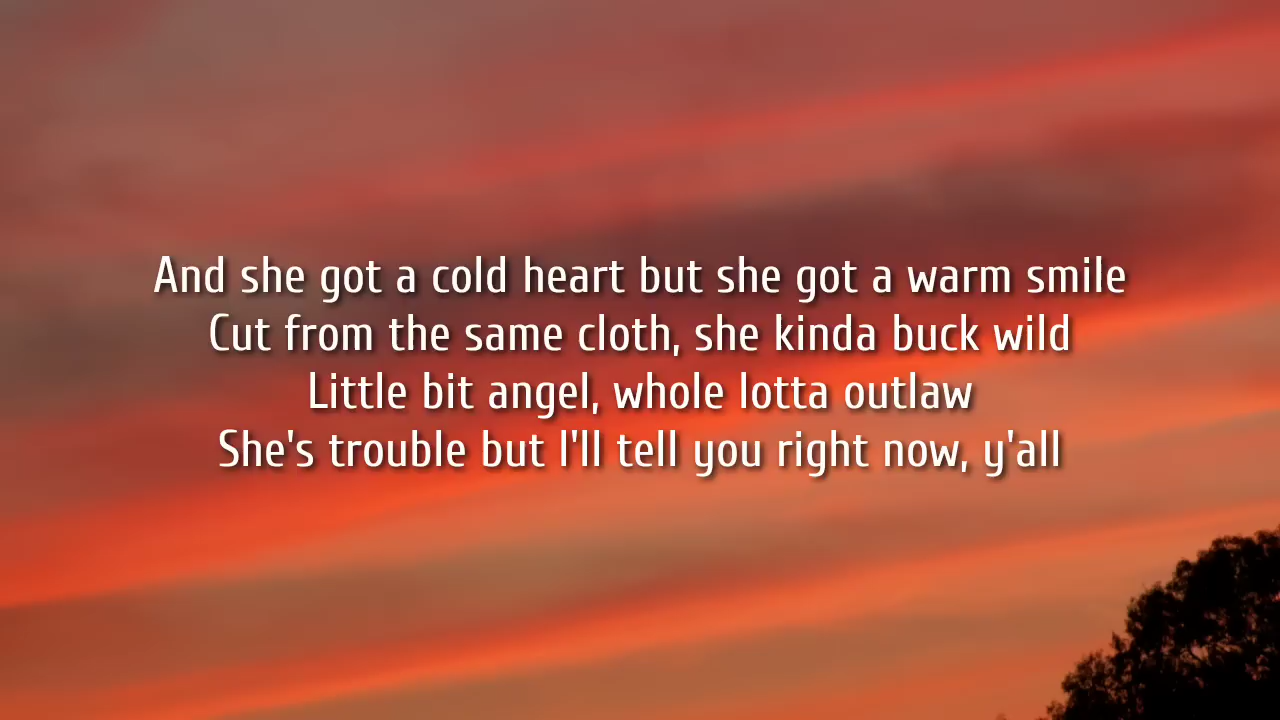 And she got a cold heart but she got a warm smile
Cut from the same cloth, she kinda buck wild
Little bit angel, whole lotta outlaw
She's trouble but I'll tell you right now, y'all